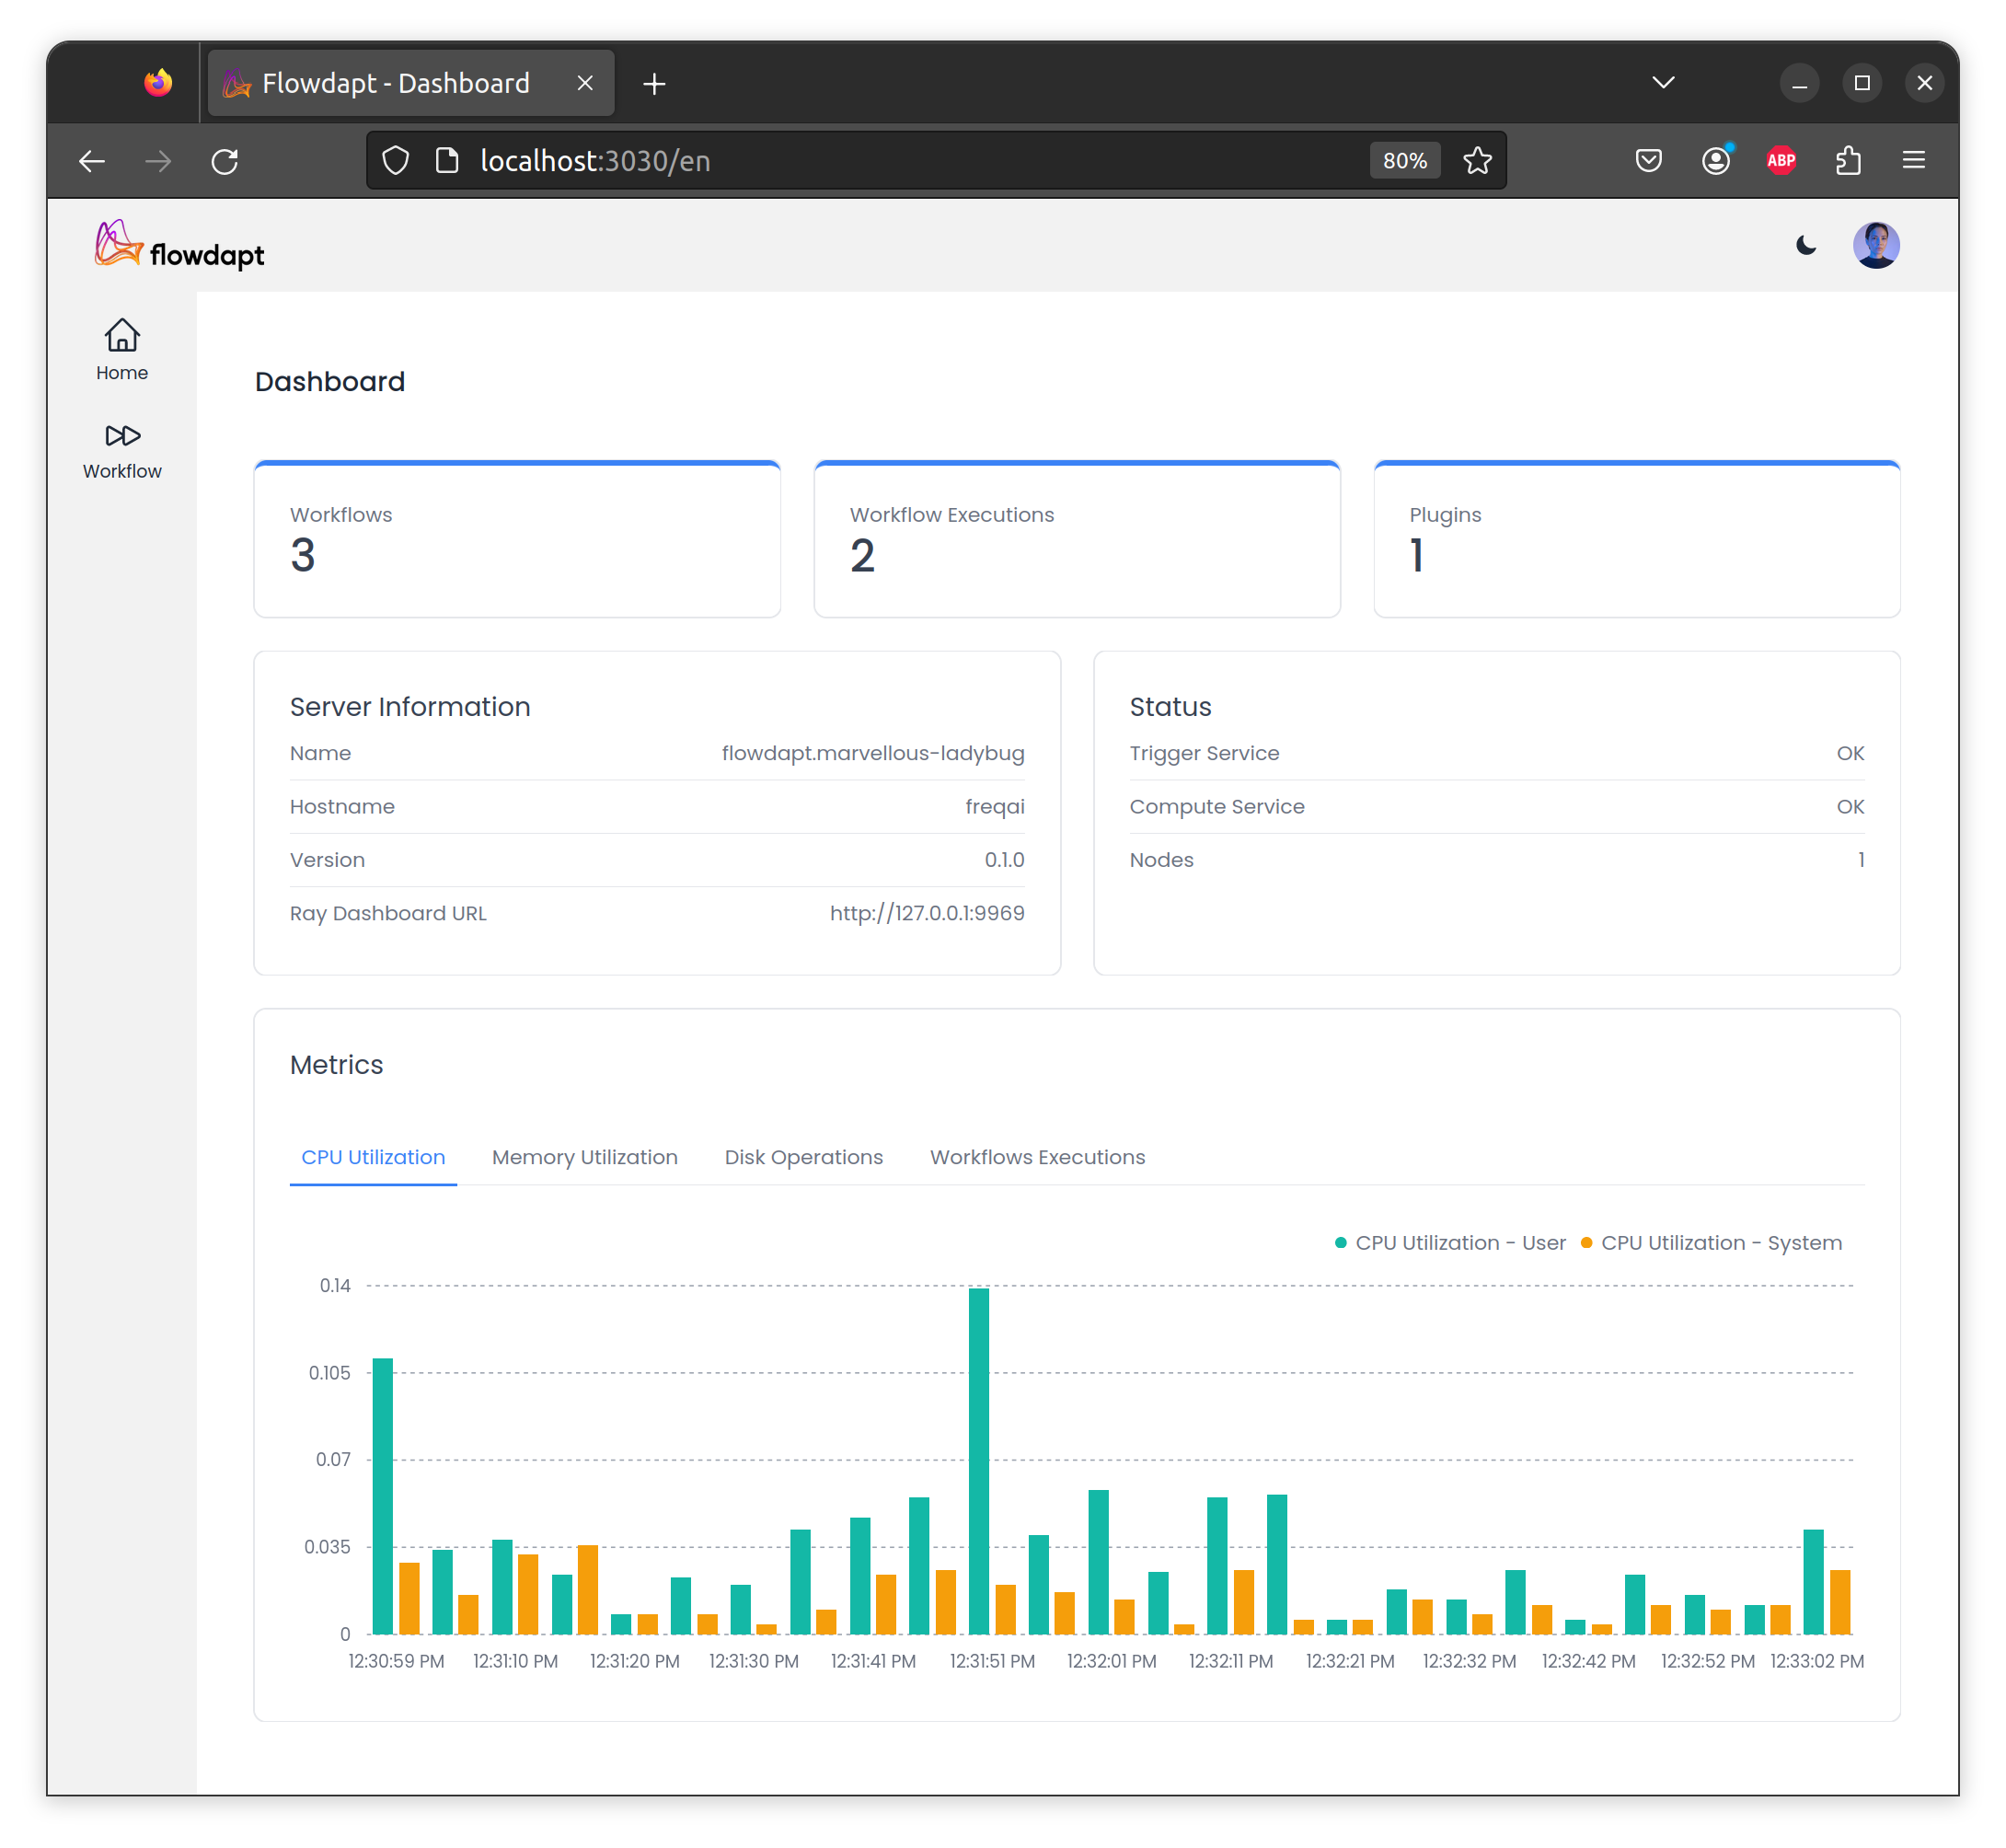 Flowdapt - Dashboard
localhost:3030/en
80%
ABP
flowdapt
Home
Workflow
Dashboard
Workflows
3
Workflow Executions
2
Plugins
1
Server Information
Name flowdapt.marvellous-ladybug
Hostname freqai
Version 0.1.0
Ray Dashboard URL http://127.0.0.1:9969
Status
Trigger Service OK
Compute Service OK
Nodes 1
Metrics
CPU Utilization Memory Utilization Disk Operations Workflows Executions
CPU Utilization - User CPU Utilization - System
0.14
0.105
0.07
0.035
0
12:30:59 PM 12:31:10 PM 12:31:20 PM 12:31:30 PM 12:31:41 PM 12:31:51 PM 12:32:01 PM 12:32:11 PM 12:32:21 PM 12:32:32 PM 12:32:42 PM 12:32:52 PM 12:33:02 PM